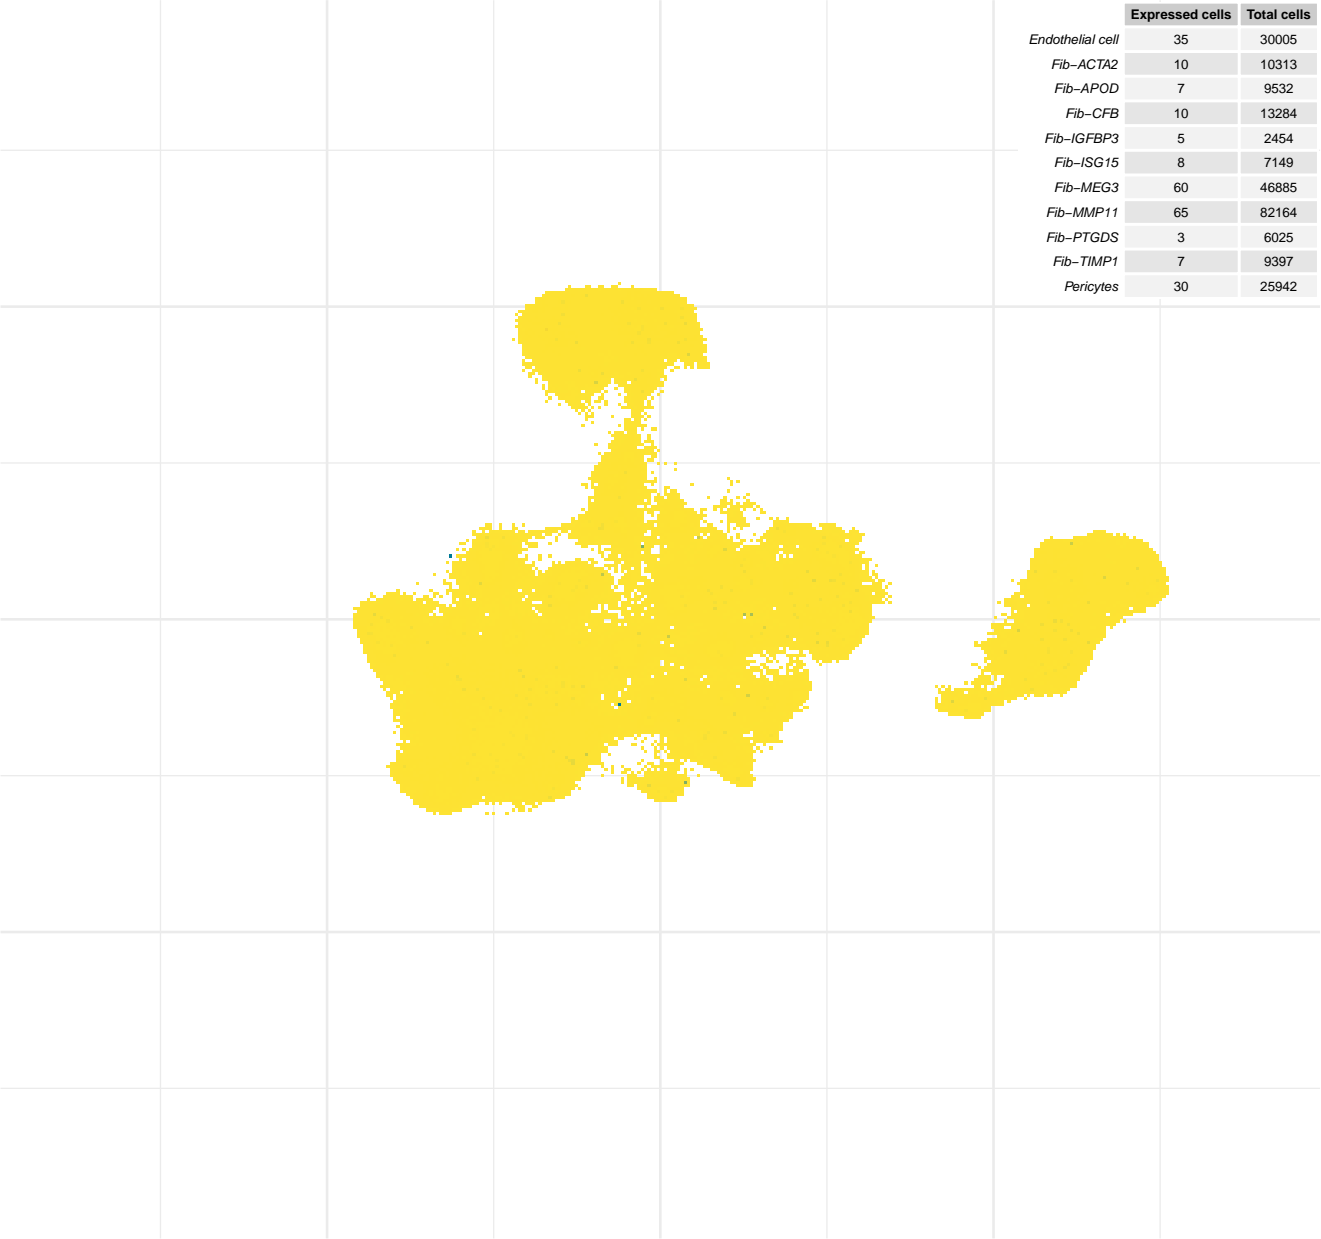 Expressed cells Total cells
Endothelial cell 35 30005
Fib−ACTA2 10 10313
Fib−APOD 7 9532
Fib−CFB 10 13284
Fib−IGFBP3 5 2454
Fib−ISG15 8 7149
Fib−MEG3 60 46885
Fib−MMP11 65 82164
Fib−PTGDS 3 6025
Fib−TIMP1 7 9397
Pericytes 30 25942